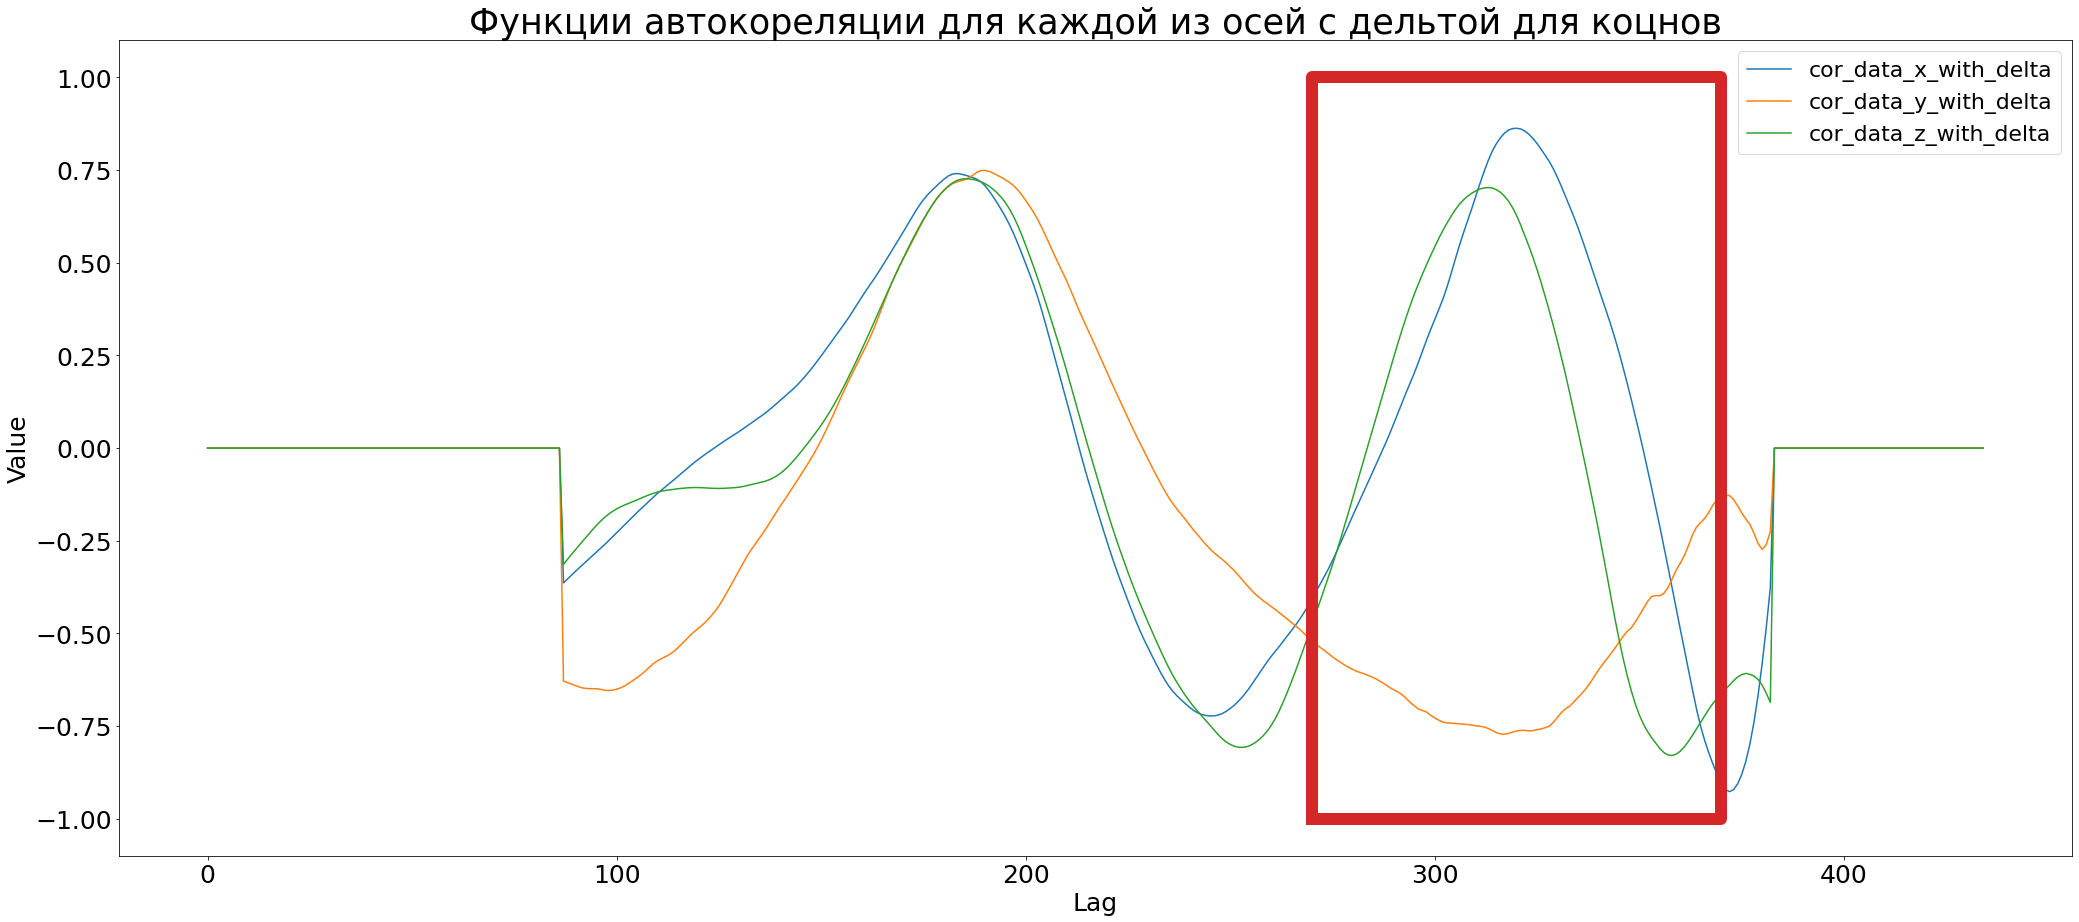 Функции автокореляции для каждой из осей с дельтой для коцнов
cor_data_x_with_delta
cor_data_y_with_delta
cor_data_z_with_delta
1.00
0.75
0.50
0.25
0.00
−0.25
−0.50
−0.75
−1.00
Value
0 100 200 300 400
Lag